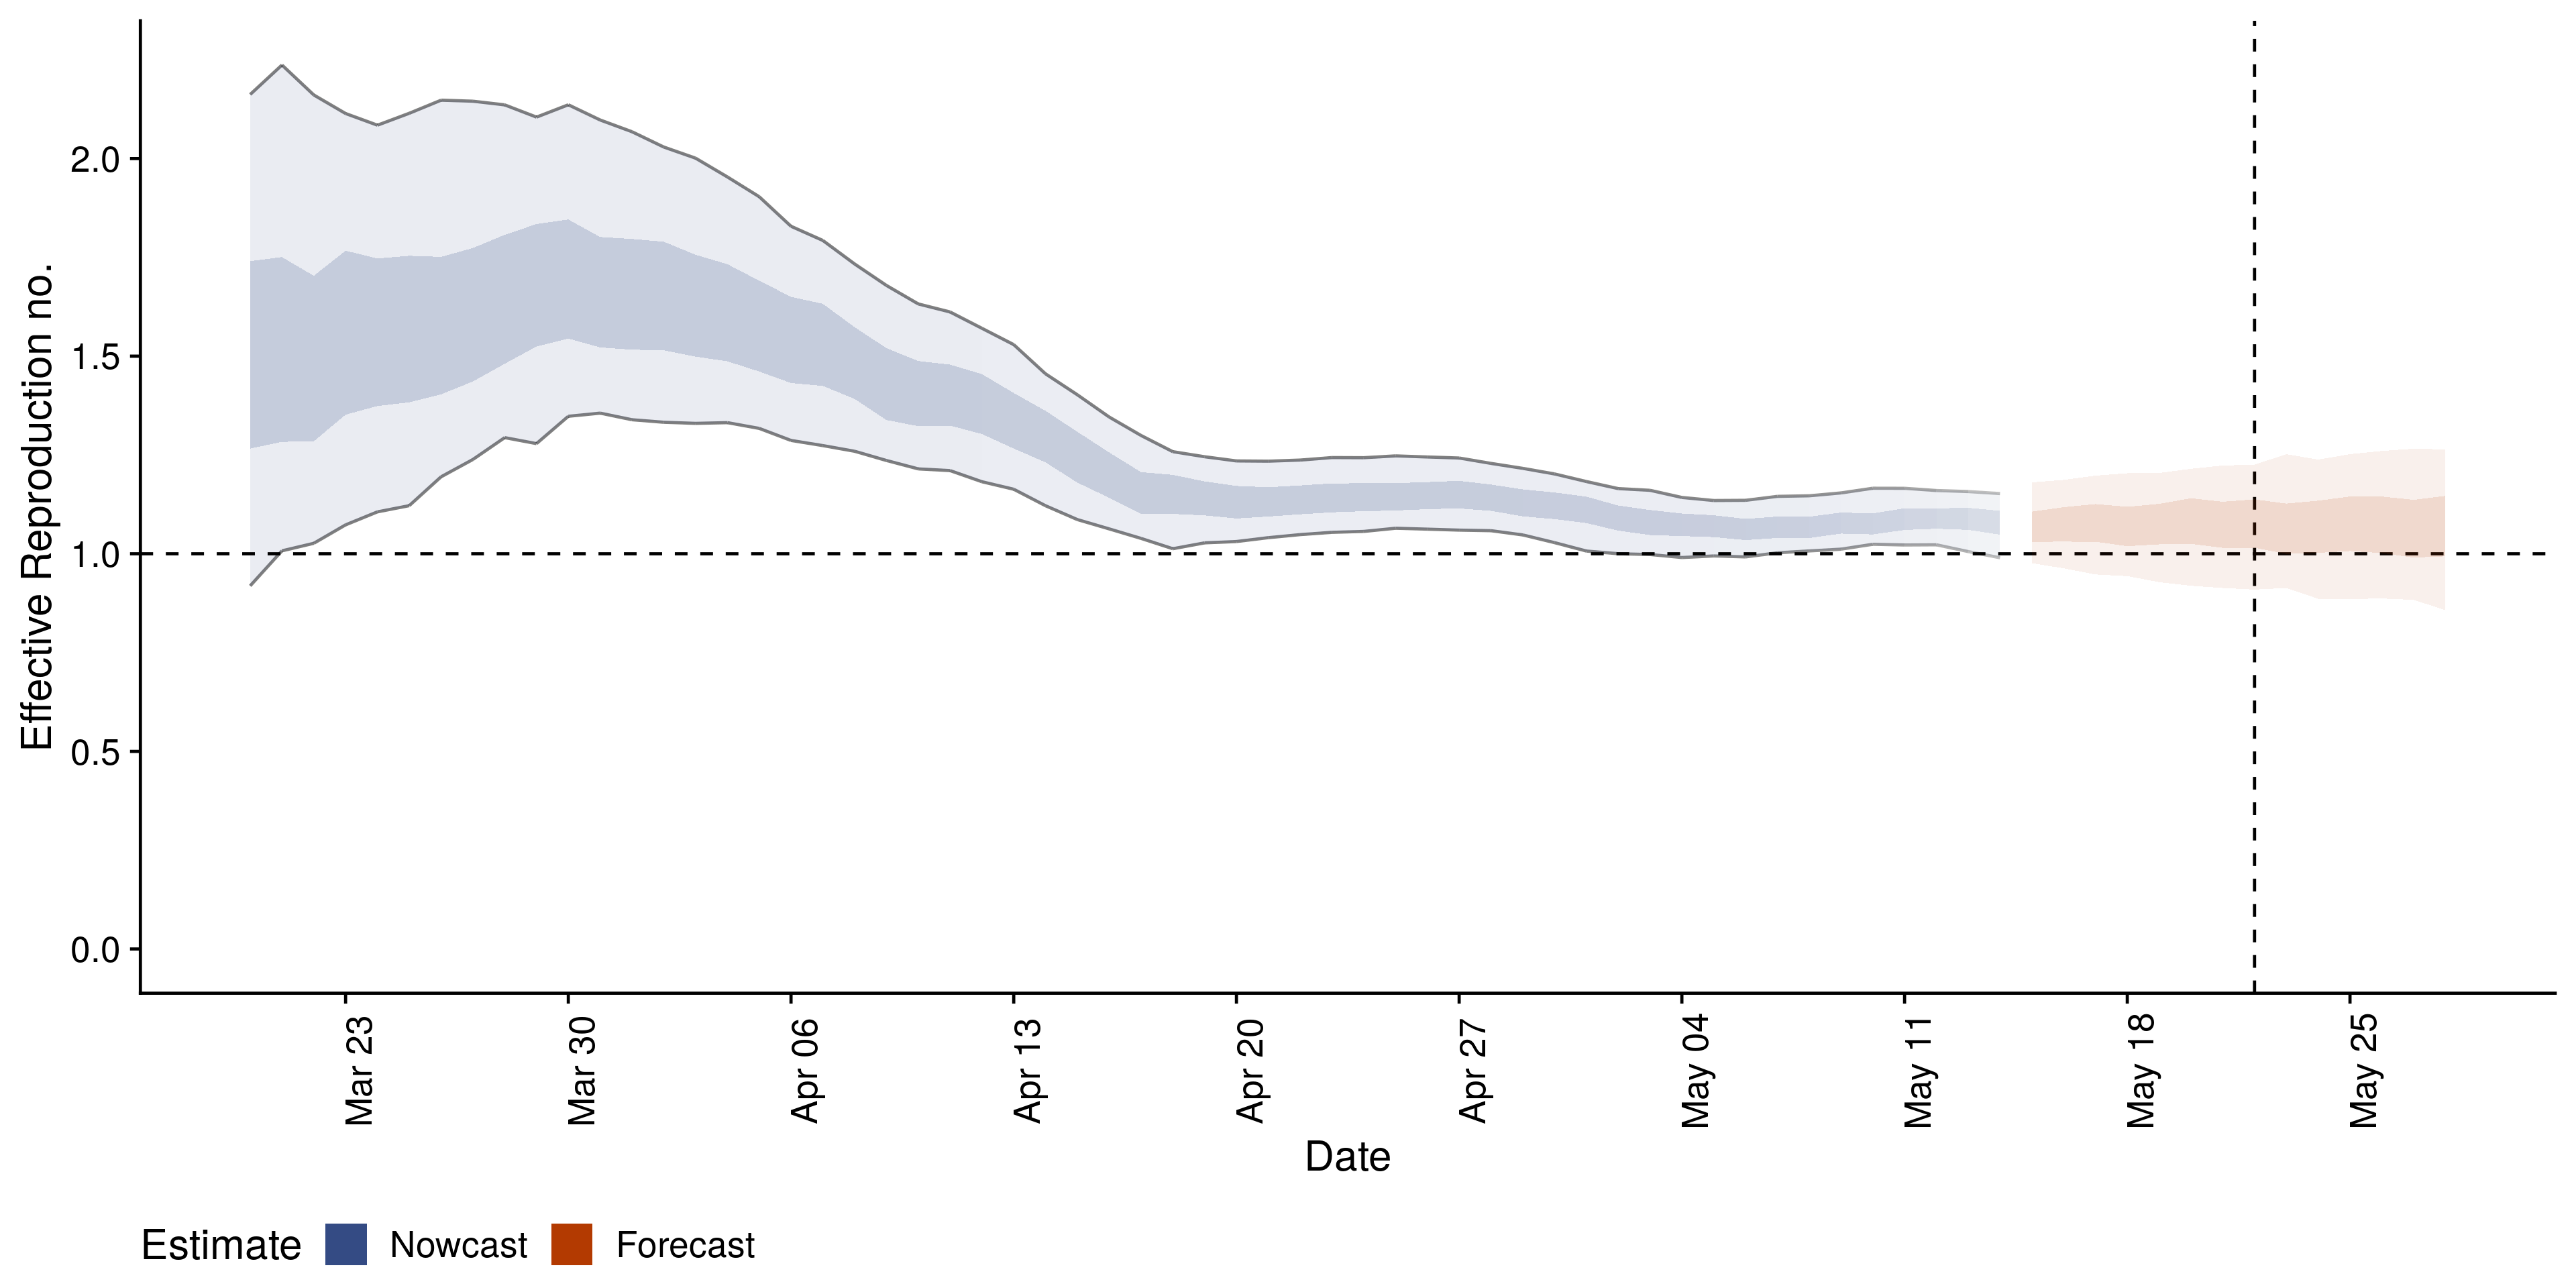 Effective Reproduction no.
2.0
1.5
1.0
0.5
0.0
Mar 23
Mar 30
Apr 06
Apr 13
Apr 20
Apr 27
May 04
May 11
May 18
May 25
Date
Estimate Nowcast Forecast